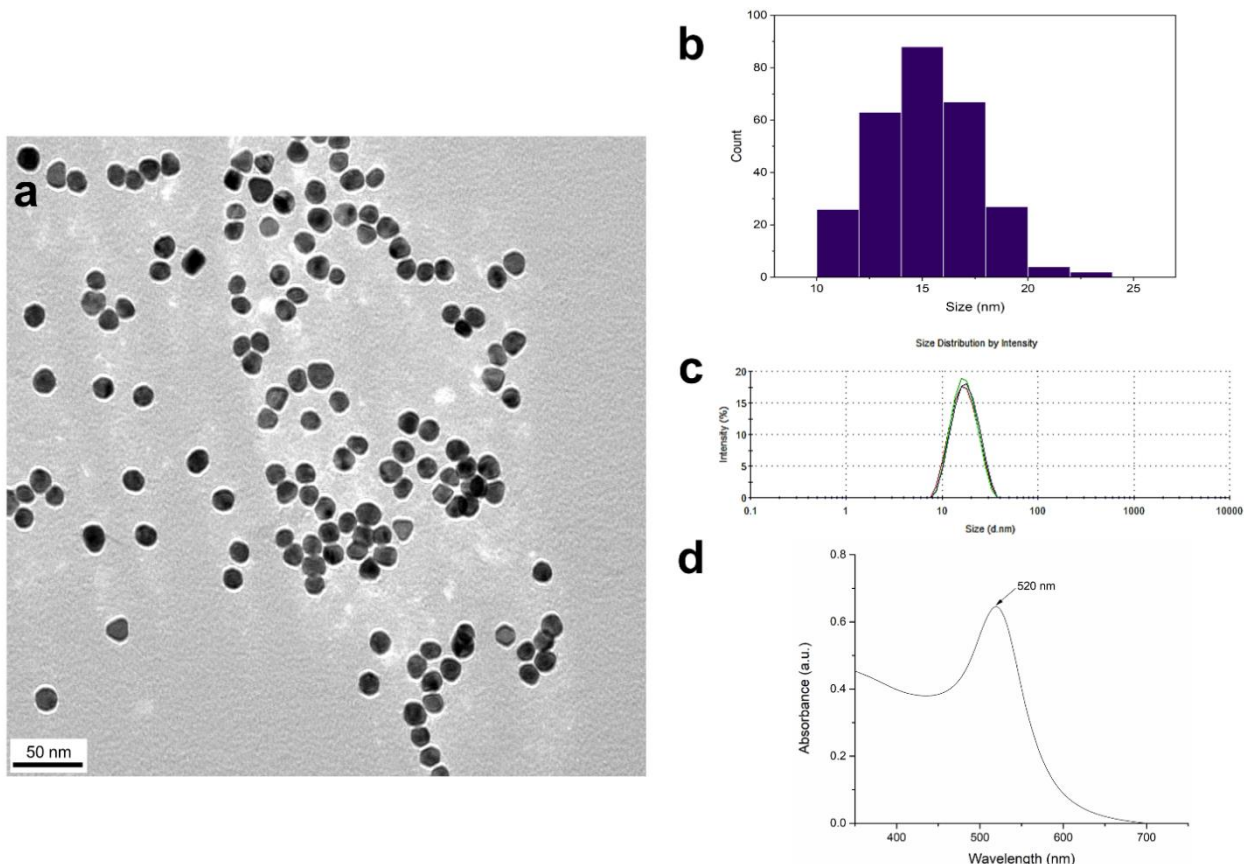 a
50 nm
b
100
80
60
40
20
0
Count
10 15 20 25
Size (nm)
c
Size Distribution by Intensity
20
15
10
5
0
Intensity (%)
0.1 1 10 100 1000 10000
Size (d.nm)
d
0.8
0.6
0.4
0.2
0.0
Absorbance (a.u.)
520 nm
400 500 600 700
Wavelength (nm)